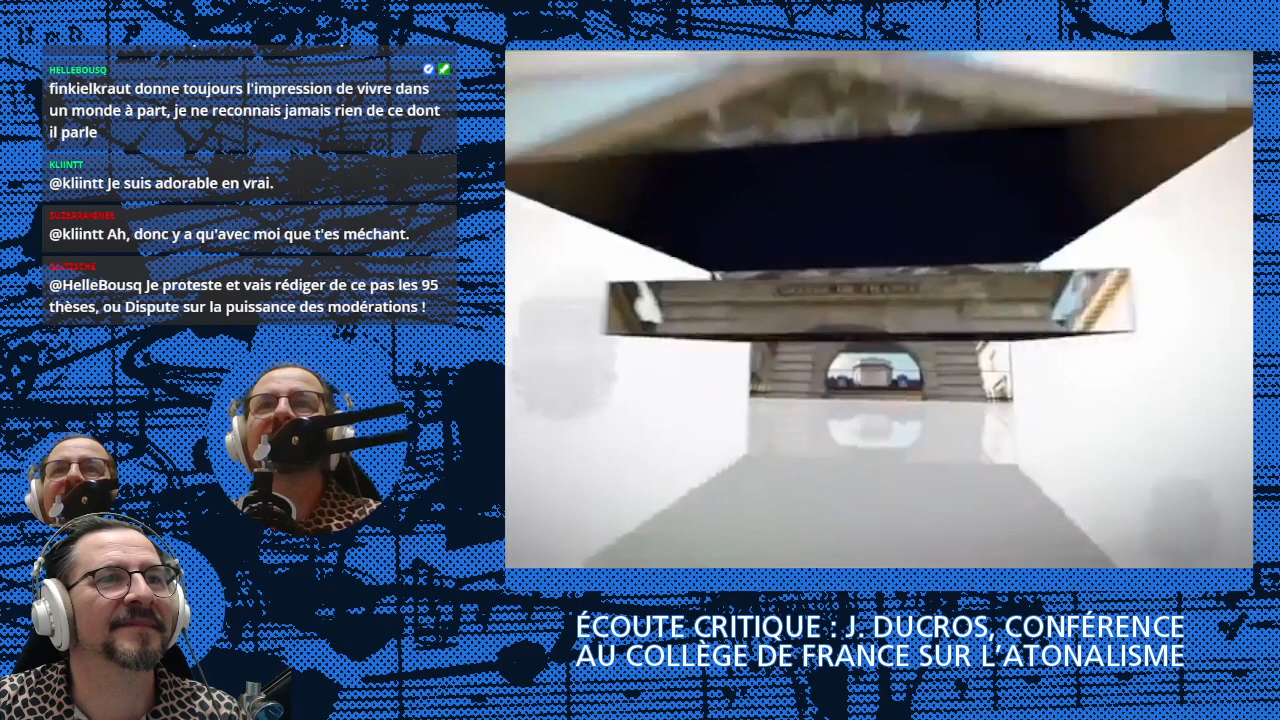 HELLEBOUSQ
finkielkraut donne toujours l'impression de vivre dans
un monde à part, je ne reconnais jamais rien de ce dont
il parle
KLIINTT
@kliintt Je suis adorable en vrai.
SUZEARAIGNEE
@kliintt Ah, donc y a qu'avec moi que t'es méchant.
@HelleBousq Je proteste et vais rédiger de ce pas les 95
thèses, ou Dispute sur la puissance des modérations !
ÉCOUTE CRITIQUE : J. DUCROS, CONFÉRENCE
AU COLLÈGE DE FRANCE SUR L'ATONALISME